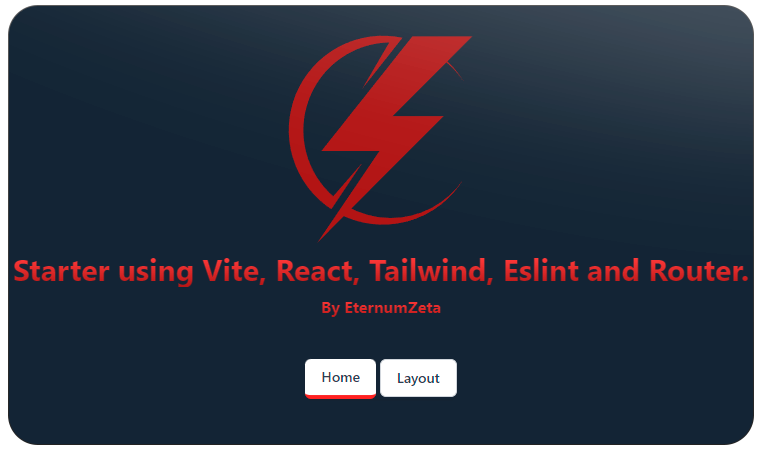 Starter using Vite, React, Tailwind, Eslint and Router.
By EternumZeta
Home Layout